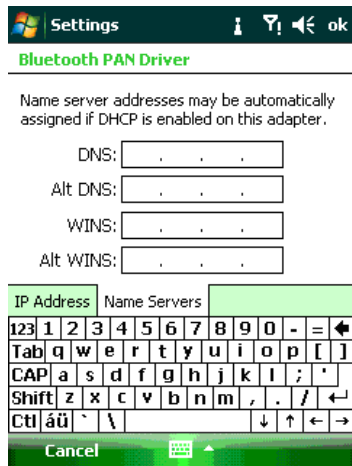 Settings ok
Bluetooth PAN Driver
Name server addresses may be automatically
assigned if DHCP is enabled on this adapter.
DNS: . . .
Alt DNS: . . .
WINS: . . .
Alt WINS: . . .
IP Address Name Servers
123 1 2 3 4 5 6 7 8 9 0 - = ←
Tab q w e r t y u i o p [ ]
CAP a s d f g h j k l ; '
Shift z x c v b n m , . / ↵
Ctl áü ` \ ↓ ↑ ← →
Cancel